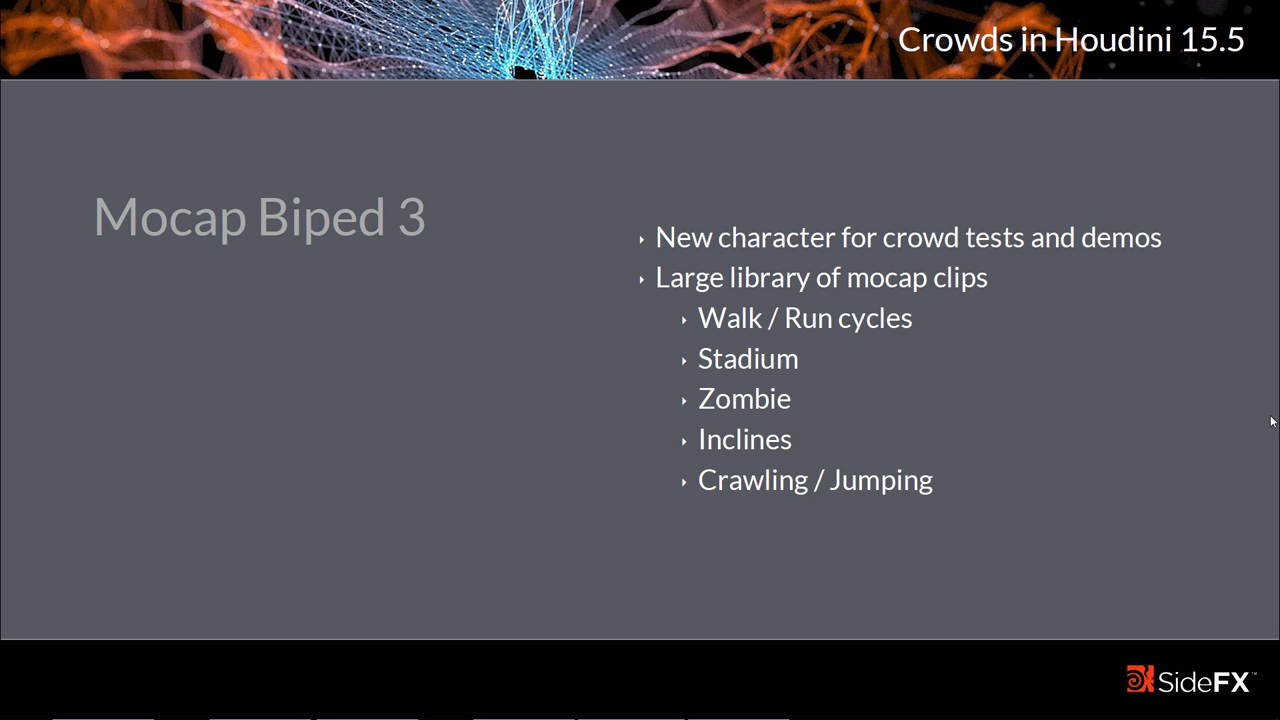 Crowds in Houdini 15.5
Mocap Biped 3
New character for crowd tests and demos
Large library of mocap clips
Walk / Run cycles
Stadium
Zombie
Inclines
Crawling / Jumping
SideFX™